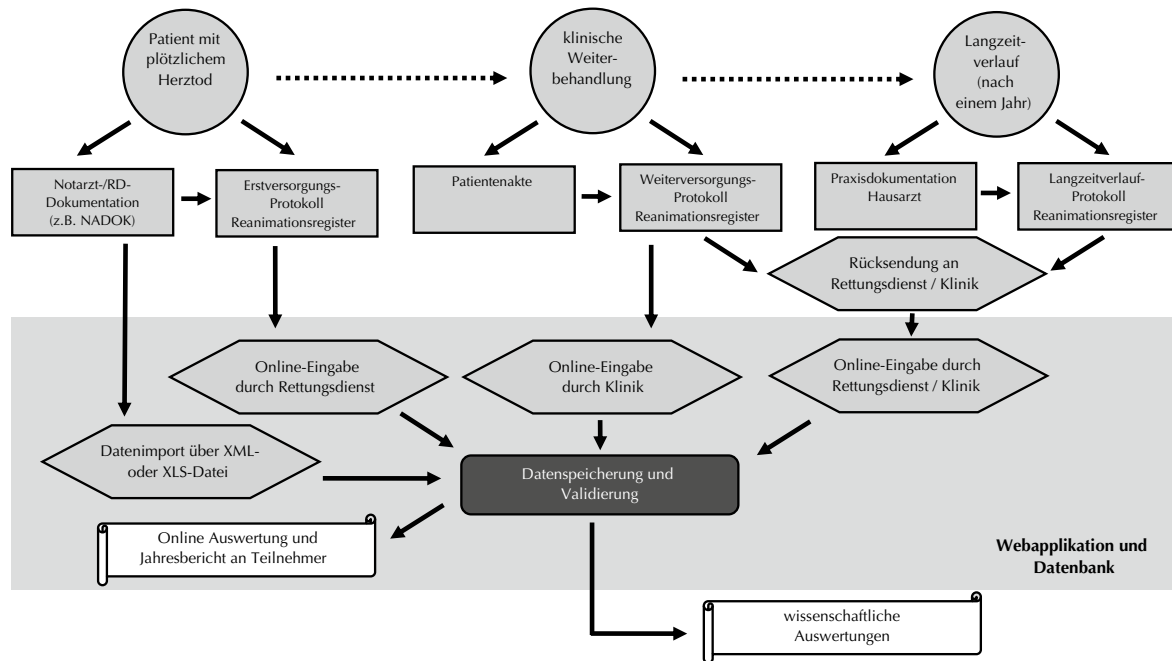 Patient mit
plötzlichem
Herztod
klinische
Weiter-
behandlung
Langzeit-
verlauf
(nach
einem Jahr)
Notarzt-/RD-
Dokumentation
(z.B. NADOK)
Erstversorgungs-
Protokoll
Reanimationsregister
Patientenakte
Weiterversorgungs-
Protokoll
Reanimationsregister
Praxisdokumentation
Hausarzt
Langzeitverlauf-
Protokoll
Reanimationsregister
Rücksendung an
Rettungsdienst / Klinik
Online-Eingabe
durch Rettungsdienst
Online-Eingabe
durch Klinik
Online-Eingabe durch
Rettungsdienst / Klinik
Datenimport über XML-
oder XLS-Datei
Datenspeicherung und
Validierung
Online Auswertung und
Jahresbericht an Teilnehmer
Webapplikation und
Datenbank
wissenschaftliche
Auswertungen